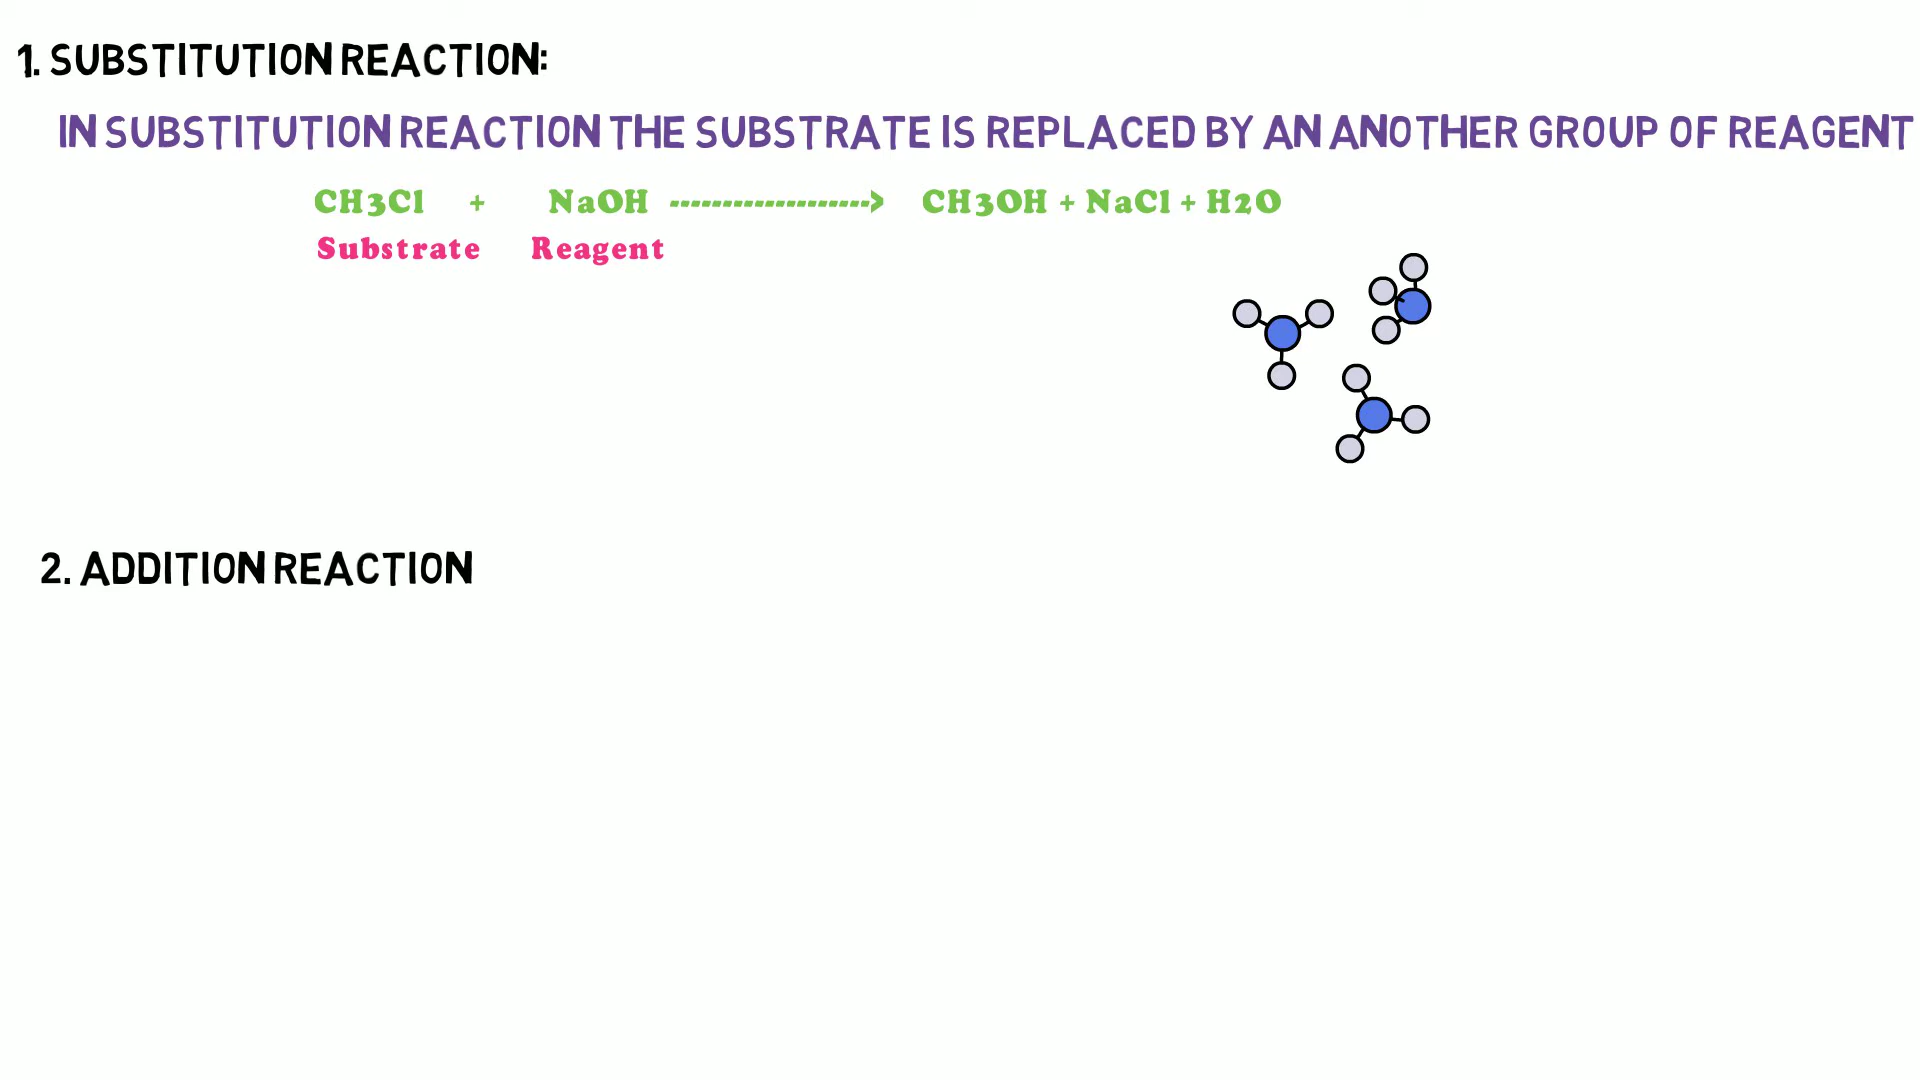 1. SUBSTITUTION REACTION:
IN SUBSTITUTION REACTION THE SUBSTRATE IS REPLACED BY AN ANOTHER GROUP OF REAGENT
CH3Cl + NaOH -------------------> CH3OH + NaCl + H2O
Substrate Reagent
2. ADDITION REACTION